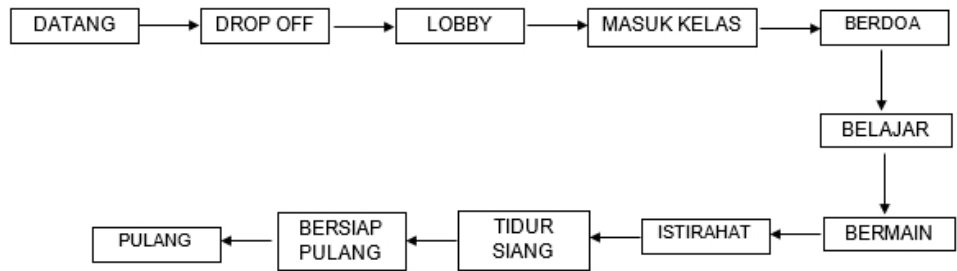 DATANG
DROP OFF
LOBBY
MASUK KELAS
BERDOA
BELAJAR
BERMAIN
ISTIRAHAT
TIDUR
SIANG
BERSIAP
PULANG
PULANG